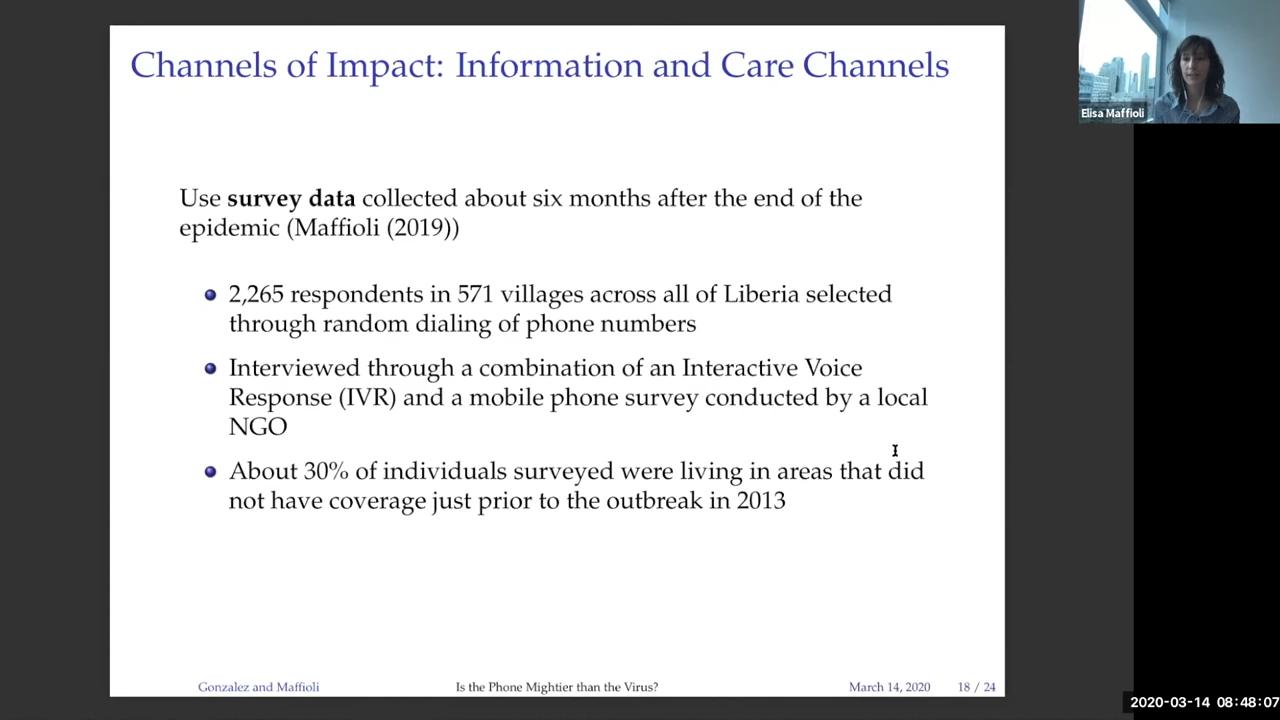 Channels of Impact: Information and Care Channels
Elisa Maffioli
Use survey data collected about six months after the end of the
epidemic (Maffioli (2019))
2,265 respondents in 571 villages across all of Liberia selected
through random dialing of phone numbers
Interviewed through a combination of an Interactive Voice
Response (IVR) and a mobile phone survey conducted by a local
NGO
About 30% of individuals surveyed were living in areas that did
not have coverage just prior to the outbreak in 2013
Gonzalez and Maffioli Is the Phone Mightier than the Virus? March 14, 2020 18 / 24
2020-03-14 08:48:07